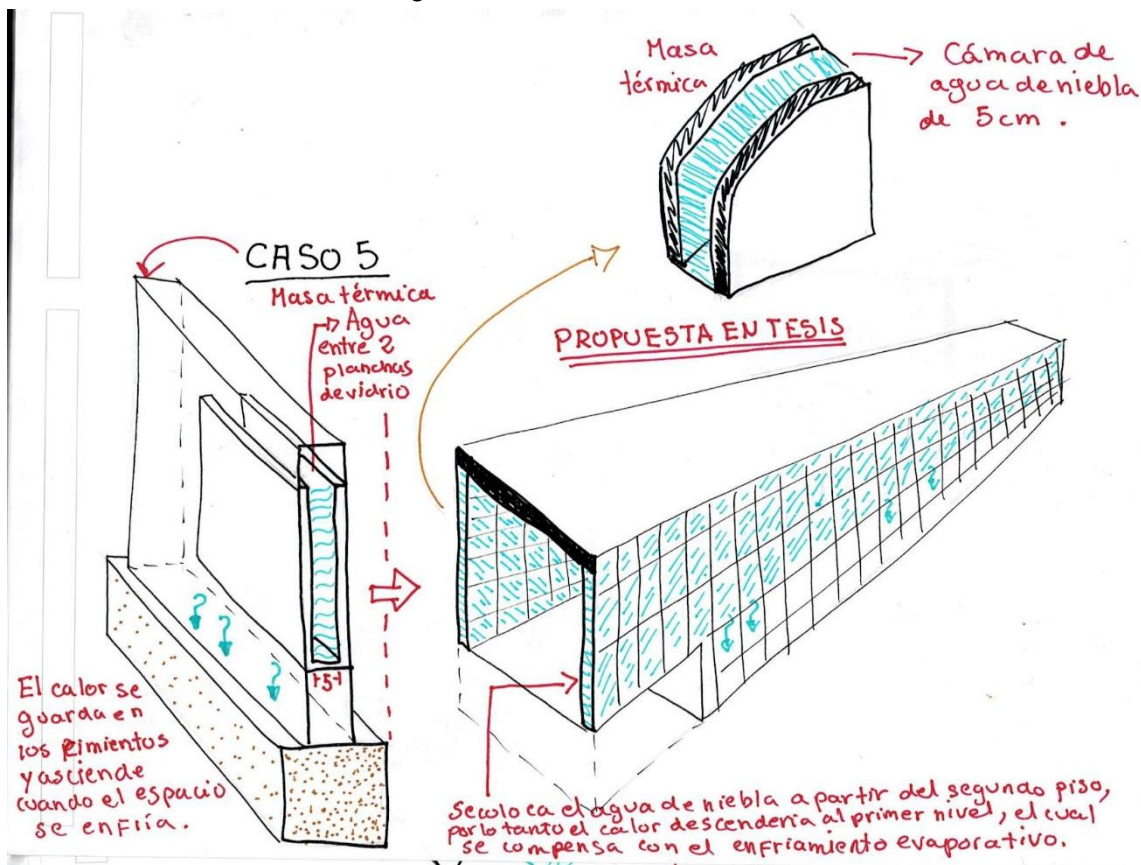 Masa
térmica
Cámara de
agua de niebla
de 5cm.
CASO 5
Masa térmica
Agua
entre 2
planchas
de vidrio
PROPUESTA EN TESIS
5
El calor se
guarda en
los cimientos
y asciende
cuando el espacio
se enfría.
Se coloca el agua de niebla a partir del segundo piso,
por lo tanto el calor descendería al primer nivel, el cual
se compensa con el enfriamiento evaporativo.